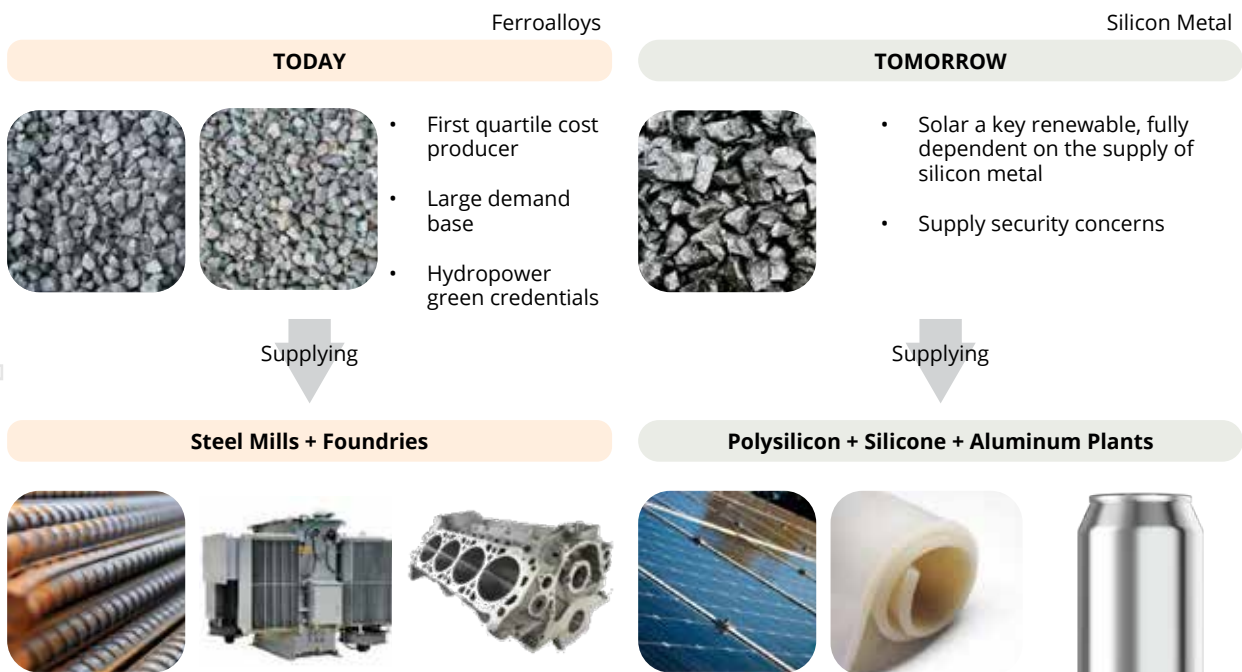 Ferroalloys
TODAY
• First quartile cost
producer
• Large demand
base
• Hydropower
green credentials
Supplying
Steel Mills + Foundries
Silicon Metal
TOMORROW
• Solar a key renewable, fully
dependent on the supply of
silicon metal
• Supply security concerns
Supplying
Polysilicon + Silicone + Aluminum Plants